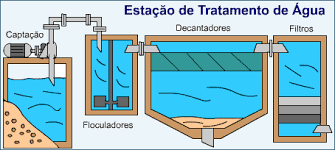 Estação de Tratamento de Água
Captação
Decantadores
Filtros
Floculadores